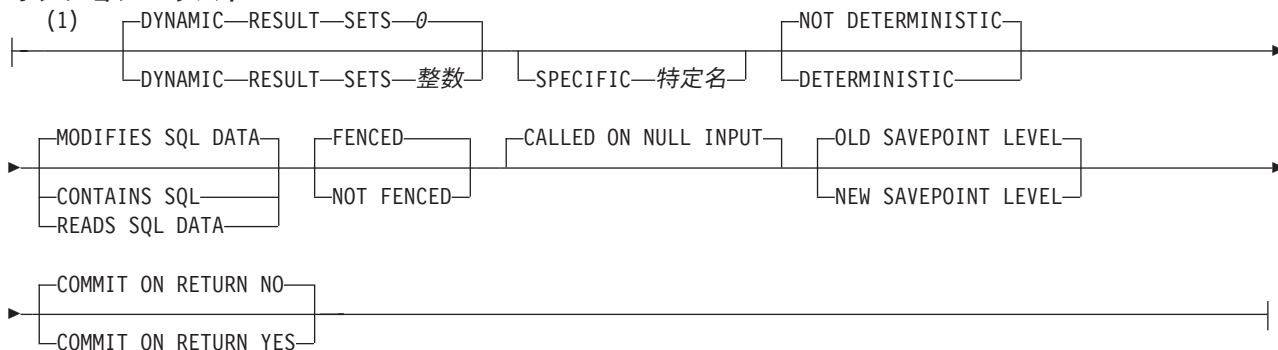 (1)
DYNAMIC RESULT SETS 0
NOT DETERMINISTIC
DYNAMIC RESULT SETS 整数
SPECIFIC 特定名
DETERMINISTIC
MODIFIES SQL DATA
FENCED
CALLED ON NULL INPUT
OLD SAVEPOINT LEVEL
CONTAINS SQL
NOT FENCED
NEW SAVEPOINT LEVEL
READS SQL DATA
COMMIT ON RETURN NO
COMMIT ON RETURN YES